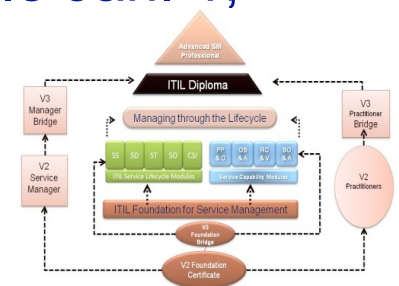 Advanced SM
Professional
ITIL Diploma
Managing through the Lifecycle
V3
Manager
Bridge
V3
Practitioner
Bridge
SS
SD
ST
SO
CSI
PP
& O
OS
& A
RC
& V
SO
& A
ITIL Service Lifecycle Modules
Service Capability Modules
V2
Service
Manager
V2
Practitioners
ITIL Foundation for Service Management
V3
Foundation
Bridge
V2 Foundation
Certificate